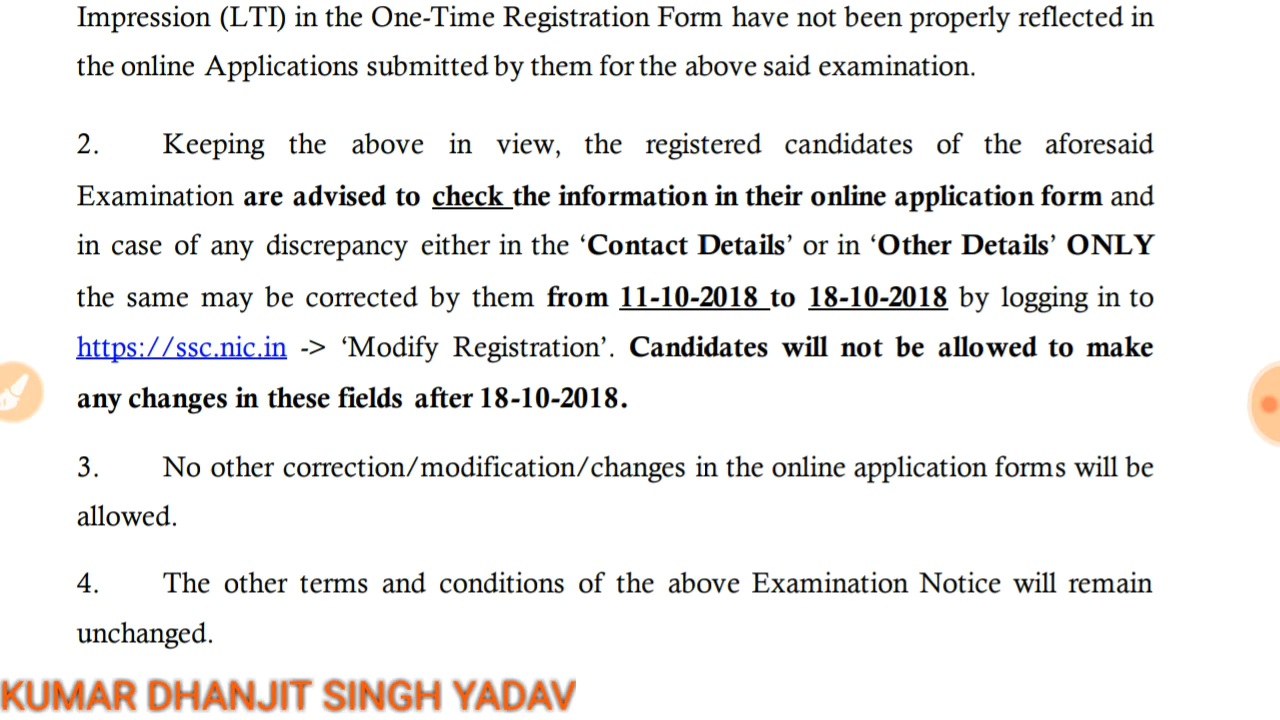 Impression (LTI) in the One-Time Registration Form have not been properly reflected in
the online Applications submitted by them for the above said examination.
2. Keeping the above in view, the registered candidates of the aforesaid
Examination are advised to check the information in their online application form and
in case of any discrepancy either in the ‘Contact Details’ or in ‘Other Details’ ONLY
the same may be corrected by them from 11-10-2018 to 18-10-2018 by logging in to
https://ssc.nic.in -> ‘Modify Registration’. Candidates will not be allowed to make
any changes in these fields after 18-10-2018.
3. No other correction/modification/changes in the online application forms will be
allowed.
4. The other terms and conditions of the above Examination Notice will remain
unchanged.
KUMAR DHANJIT SINGH YADAV